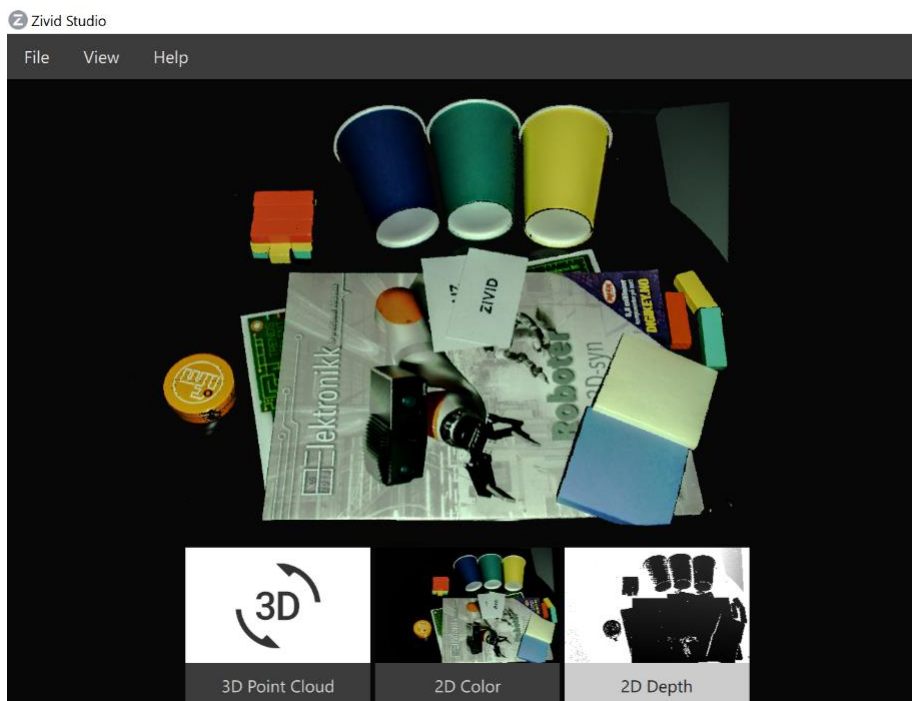 Zivid Studio
File View Help
ZIVID
DIGIKEY.NO
Elektronikk
Roboter
3D-syn
3D
3D Point Cloud
2D Color
2D Depth